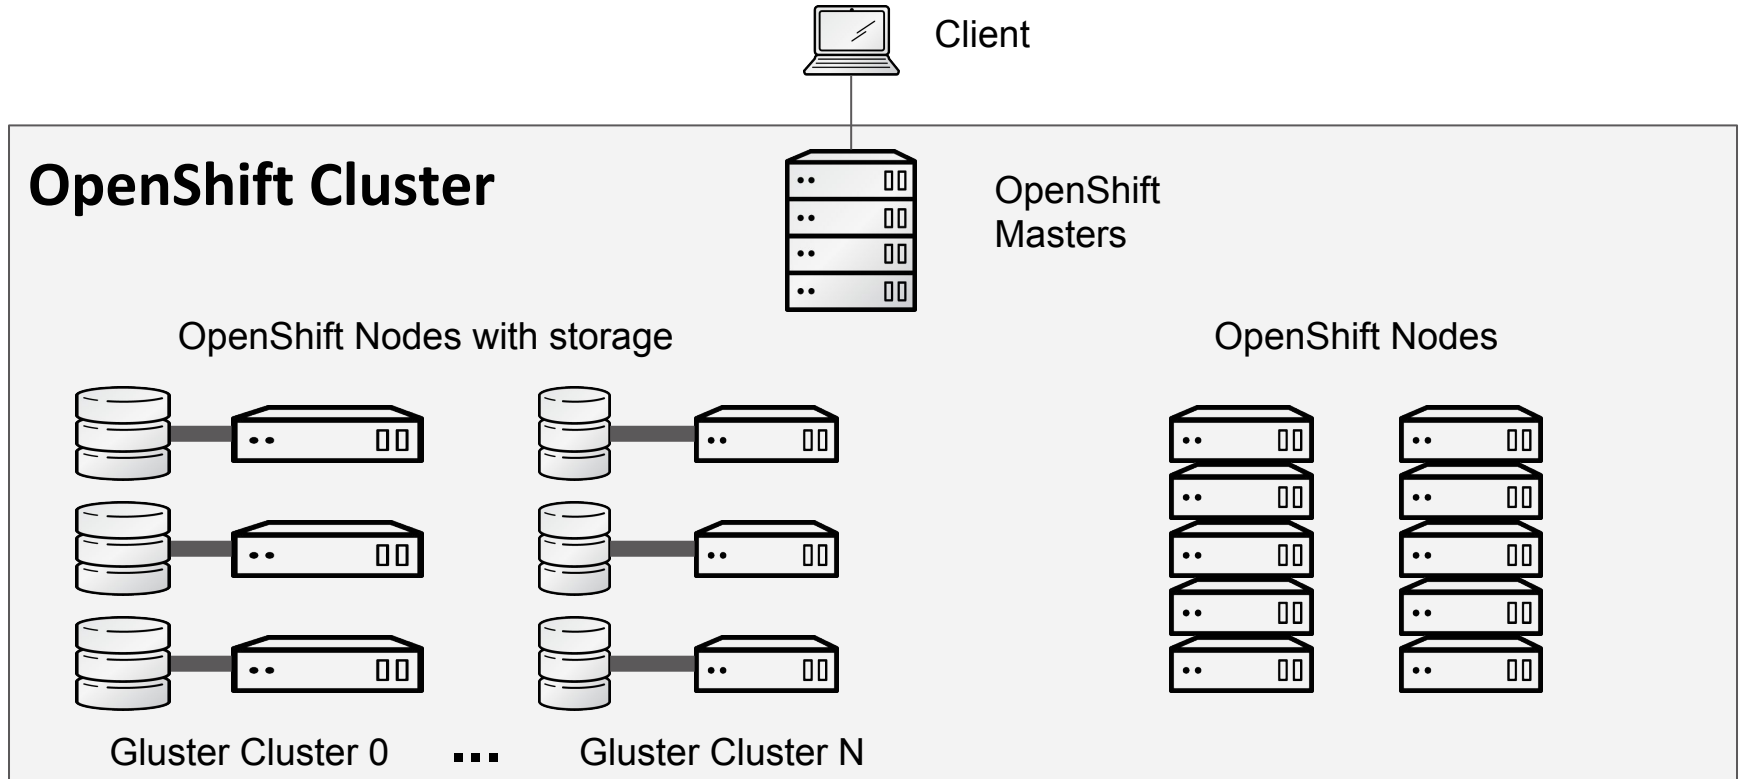 Client
OpenShift Cluster
OpenShift
Masters
OpenShift Nodes with storage
OpenShift Nodes
Gluster Cluster 0
...
Gluster Cluster N